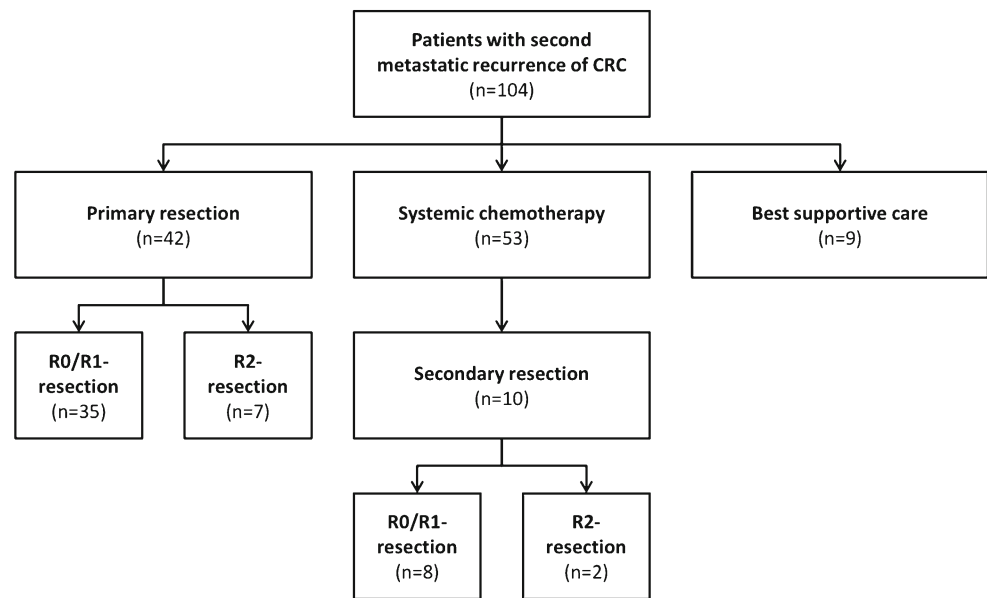 Patients with second
metastatic recurrence of CRC
(n=104)
Primary resection
(n=42)
Systemic chemotherapy
(n=53)
Best supportive care
(n=9)
R0/R1-
resection
(n=35)
R2-
resection
(n=7)
Secondary resection
(n=10)
R0/R1-
resection
(n=8)
R2-
resection
(n=2)